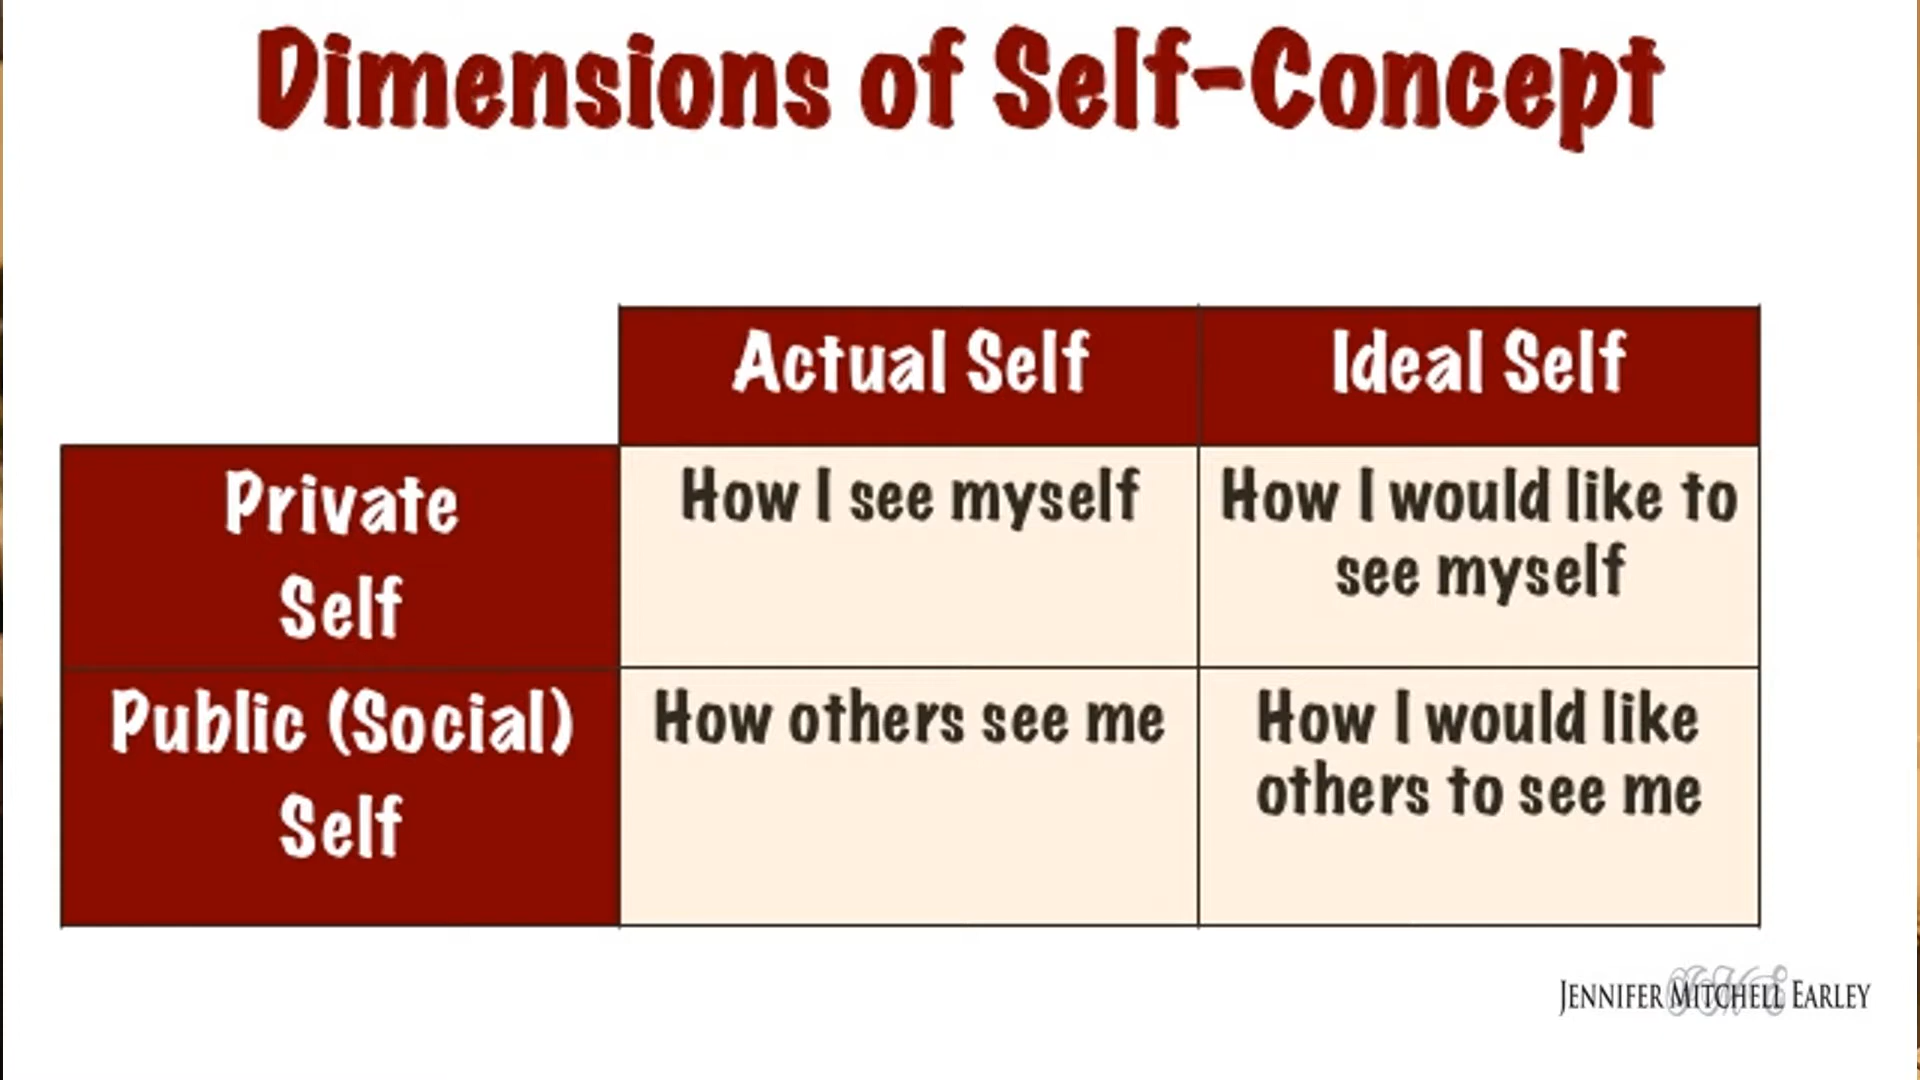 Dimensions of Self-Concept
Actual Self
Ideal Self
Private
Self
How I see myself
How I would like to
see myself
Public (Social)
Self
How others see me
How I would like
others to see me
JENNIFER MITCHELL EARLEY